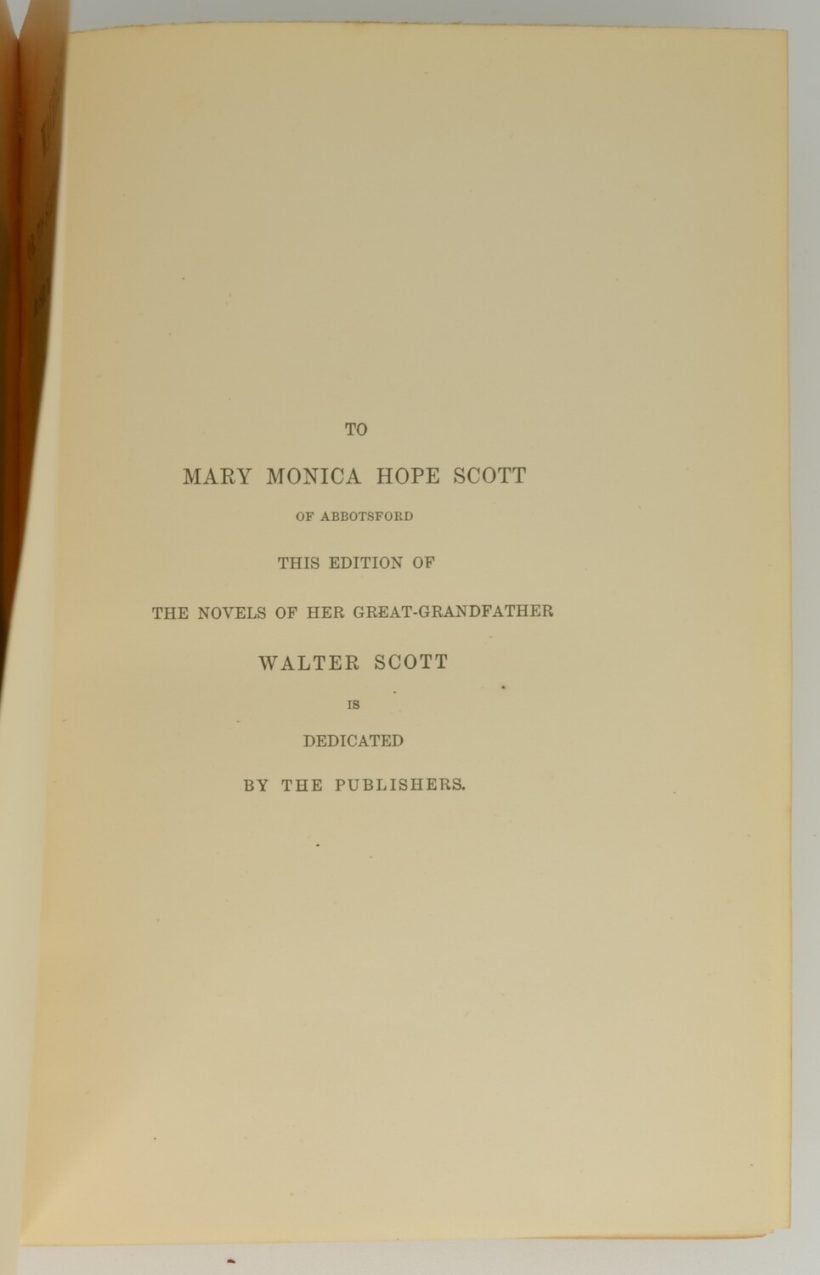 TO
MARY MONICA HOPE SCOTT
OF ABBOTSFORD
THIS EDITION OF
THE NOVELS OF HER GREAT-GRANDFATHER
WALTER SCOTT
IS
DEDICATED
BY THE PUBLISHERS.